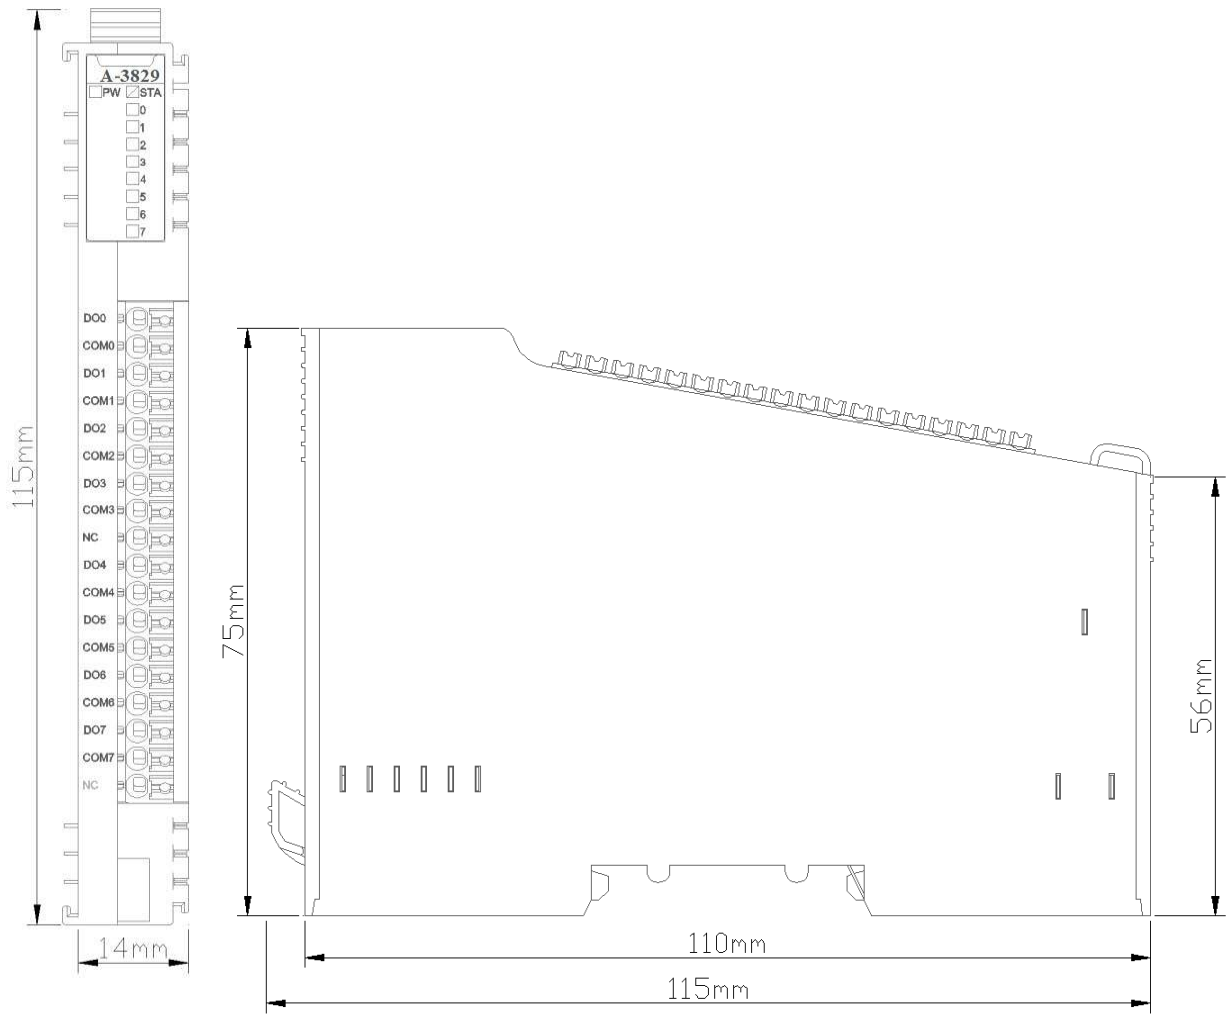 A-3829
PW STA
0
1
2
3
4
5
6
7
DO0
COM0
DO1
COM1
DO2
COM2
DO3
COM3
NC
DO4
COM4
DO5
COM5
DO6
COM6
DO7
COM7
NC
115mm
14mm
75mm
56mm
110mm
115mm